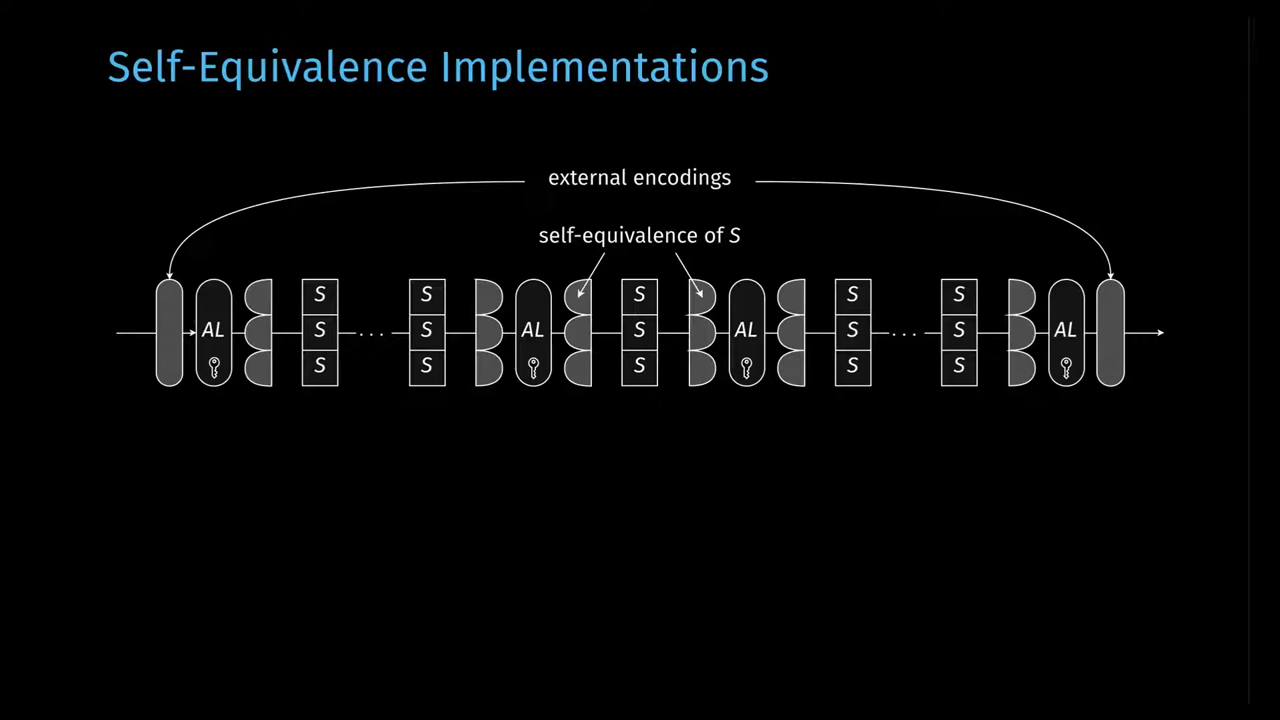 Self-Equivalence Implementations
external encodings
self-equivalence of S
S S S S S
AL S ... S AL S AL S ... S AL
S S S S S